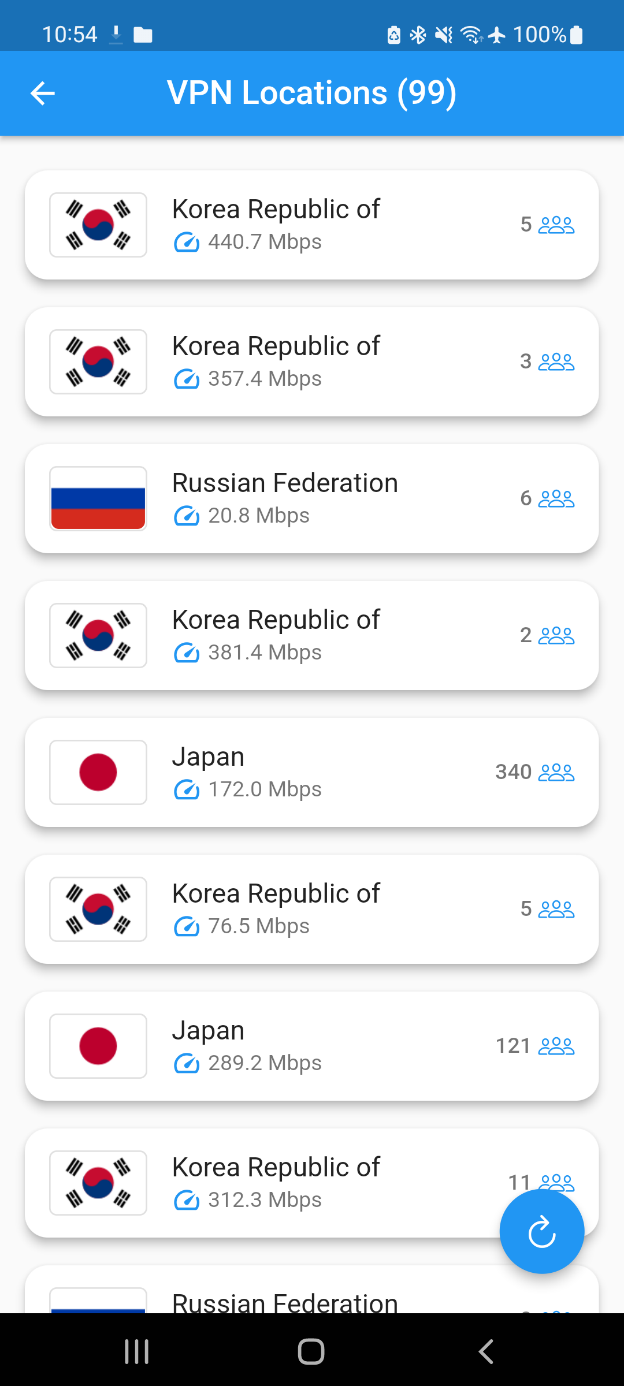 10:54 100%
VPN Locations (99)
Korea Republic of
440.7 Mbps
5
Korea Republic of
357.4 Mbps
3
Russian Federation
20.8 Mbps
6
Korea Republic of
381.4 Mbps
2
Japan
172.0 Mbps
340
Korea Republic of
76.5 Mbps
5
Japan
289.2 Mbps
121
Korea Republic of
312.3 Mbps
11
Russian Federation